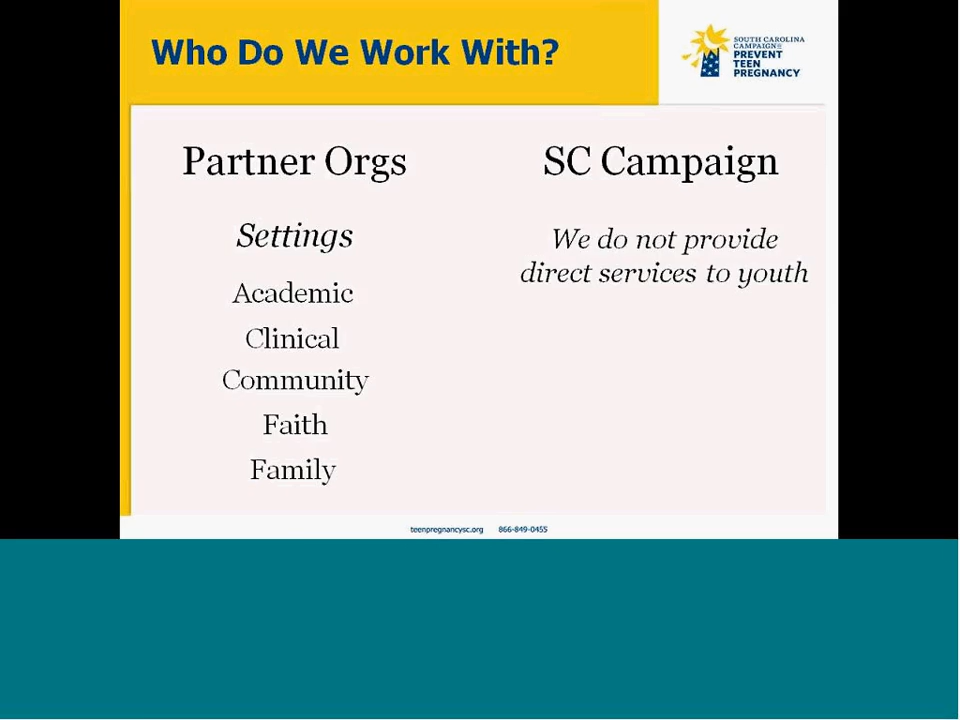 Who Do We Work With?
SOUTH CAROLINA
CAMPAIGN TO
PREVENT
TEEN
PREGNANCY
Partner Orgs
Settings
Academic
Clinical
Community
Faith
Family
SC Campaign
We do not provide
direct services to youth
teenpregnancysc.org 866-849-0455